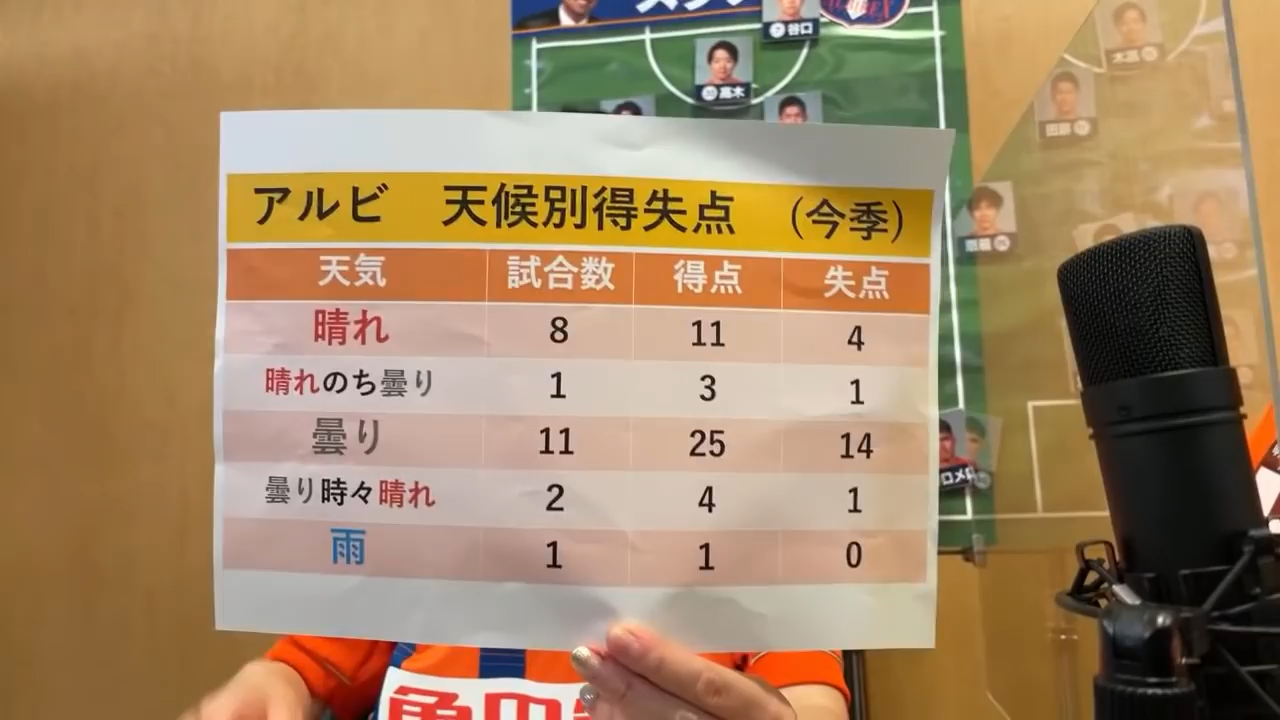 谷口
高木
アルビ 天候別得失点 (今季)
天気 試合数 得点 失点
晴れ 8 11 4
晴れのち曇り 1 3 1
曇り 11 25 14
曇り時々晴れ 2 4 1
雨 1 1 0